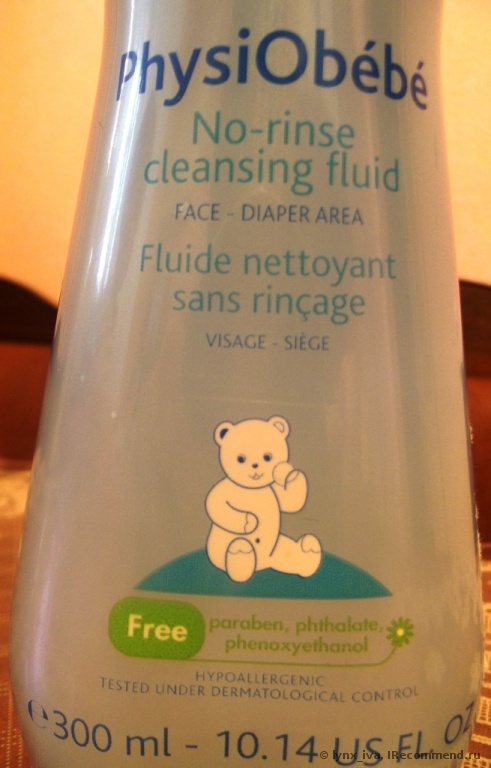 PhysiObébé
No-rinse
cleansing fluid
FACE - DIAPER AREA
Fluide nettoyant
sans rinçage
VISAGE - SIÈGE
Free
paraben, phthalate,
phenoxyethanol
HYPOALLERGENIC
TESTED UNDER DERMATOLOGICAL CONTROL
℮300 ml - 10.14 US FL. OZ
© lynx_iva, IRecommend.ru